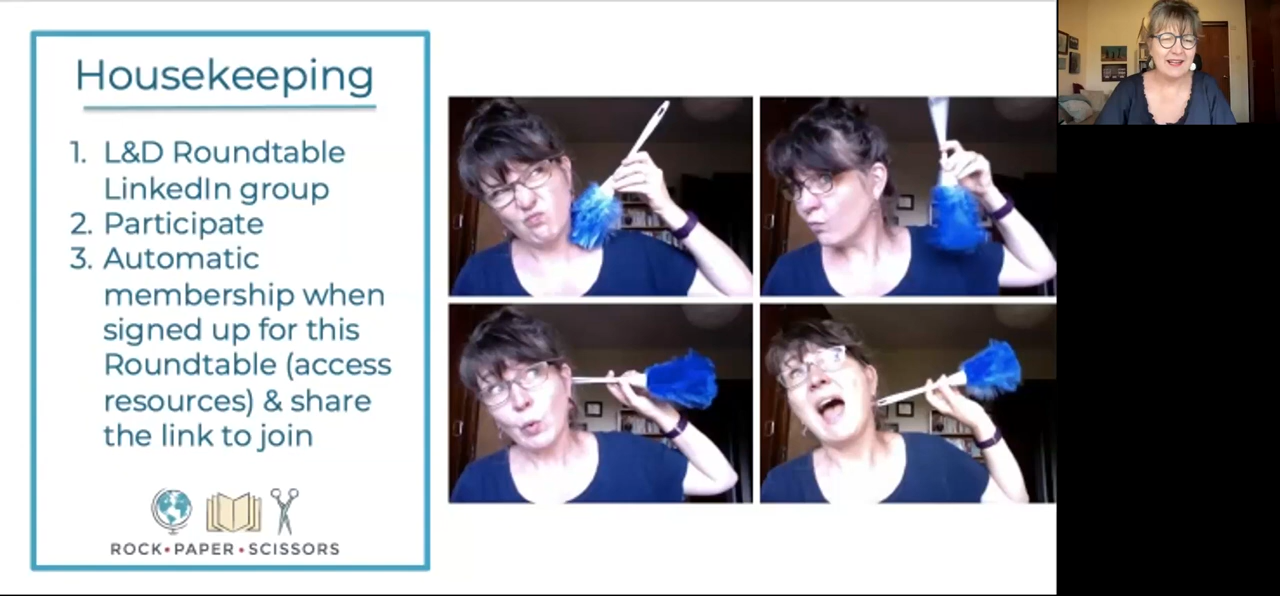 Housekeeping
1. L&D Roundtable
LinkedIn group
2. Participate
3. Automatic
membership when
signed up for this
Roundtable (access
resources) & share
the link to join
ROCK•PAPER•SCISSORS